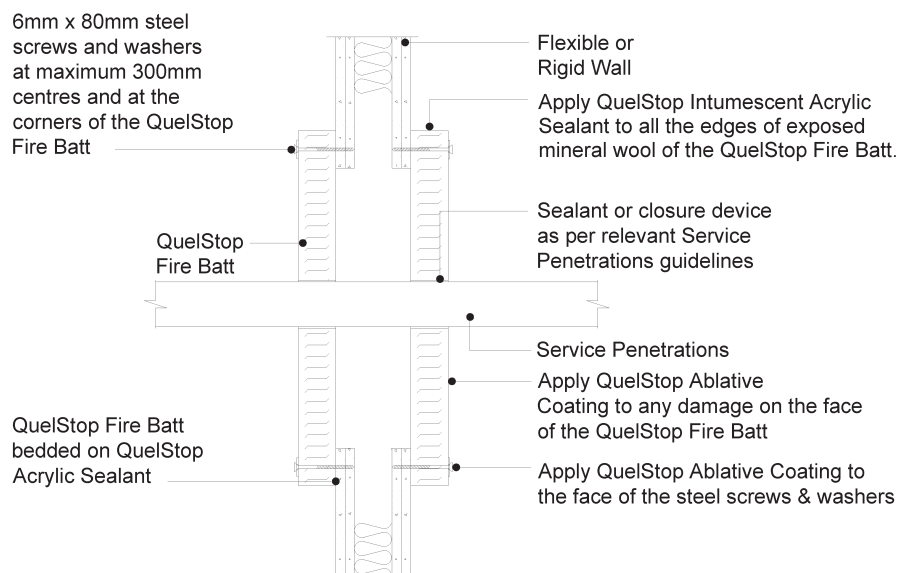 6mm x 80mm steel
screws and washers
at maximum 300mm
centres and at the
corners of the QuelStop
Fire Batt
Flexible or
Rigid Wall
Apply QuelStop Intumescent Acrylic
Sealant to all the edges of exposed
mineral wool of the QuelStop Fire Batt.
QuelStop
Fire Batt
Sealant or closure device
as per relevant Service
Penetrations guidelines
Service Penetrations
Apply QuelStop Ablative
Coating to any damage on the face
of the QuelStop Fire Batt
QuelStop Fire Batt
bedded on QuelStop
Acrylic Sealant
Apply QuelStop Ablative Coating to
the face of the steel screws & washers